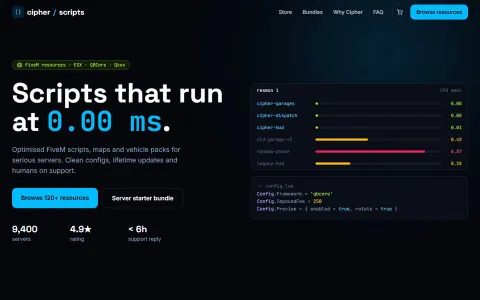 cipher / scripts
Store
Bundles
Why Cipher
FAQ
Browse resources
FiveM resources · ESX · QBCore · Qbox
Scripts that run
at 0.00 ms.
Optimised FiveM scripts, maps and vehicle packs for
serious servers. Clean configs, lifetime updates and
humans on support.
Browse 120+ resources
Server starter bundle
9,400
servers
4.9★
rating
< 6h
support reply
resmon 1
CPU msec
cipher-garages
0.00
cipher-dispatch
0.00
cipher-hud
0.01
old-garage-v2
0.42
random-phone
0.87
legacy-hud
0.28
-- config.lua
Config.Framework = 'qbcore'
Config.ImpoundFee = 250
Config.Preview = { enabled = true, rotate = true }